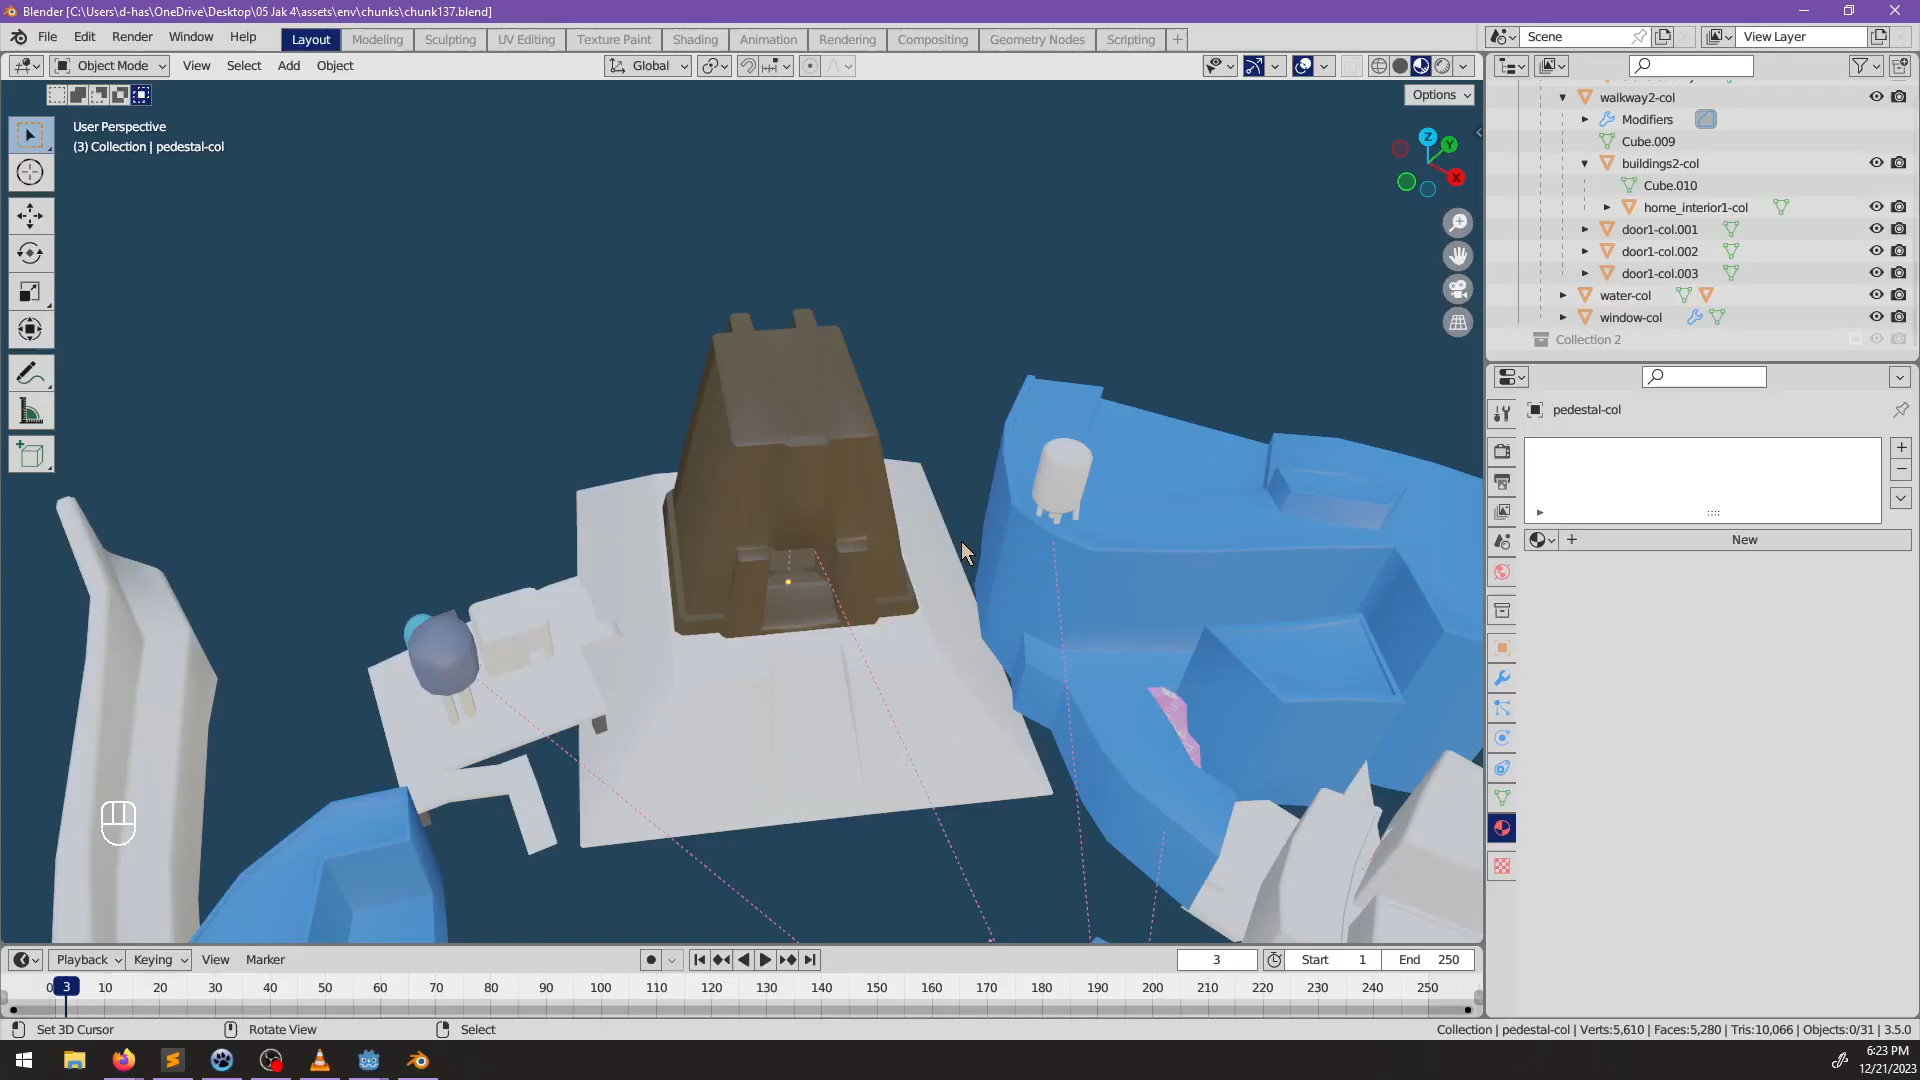 Blender [C:\Users\d-has\OneDrive\Desktop\05 Jak 4\assets\env\chunks\chunk137.blend]
File Edit Render Window Help Layout Modeling Sculpting UV Editing Texture Paint Shading Animation Rendering Compositing Geometry Nodes Scripting + Scene View Layer
Object Mode View Select Add Object Global
Options
User Perspective
(3) Collection | pedestal-col
Z
Y
X
walkway2-col
Modifiers
Cube.009
buildings2-col
Cube.010
home_interior1-col
door1-col.001
door1-col.002
door1-col.003
water-col
window-col
Collection 2
pedestal-col
New
Playback Keying View Marker 3 Start 1 End 250
0 3 10 20 30 40 50 60 70 80 90 100 110 120 130 140 150 160 170 180 190 200 210 220 230 240 250
Set 3D Cursor Rotate View Select Collection | pedestal-col | Verts:5,610 | Faces:5,280 | Tris:10,066 | Objects:0/31 | 3.5.0
6:23 PM
12/21/2023